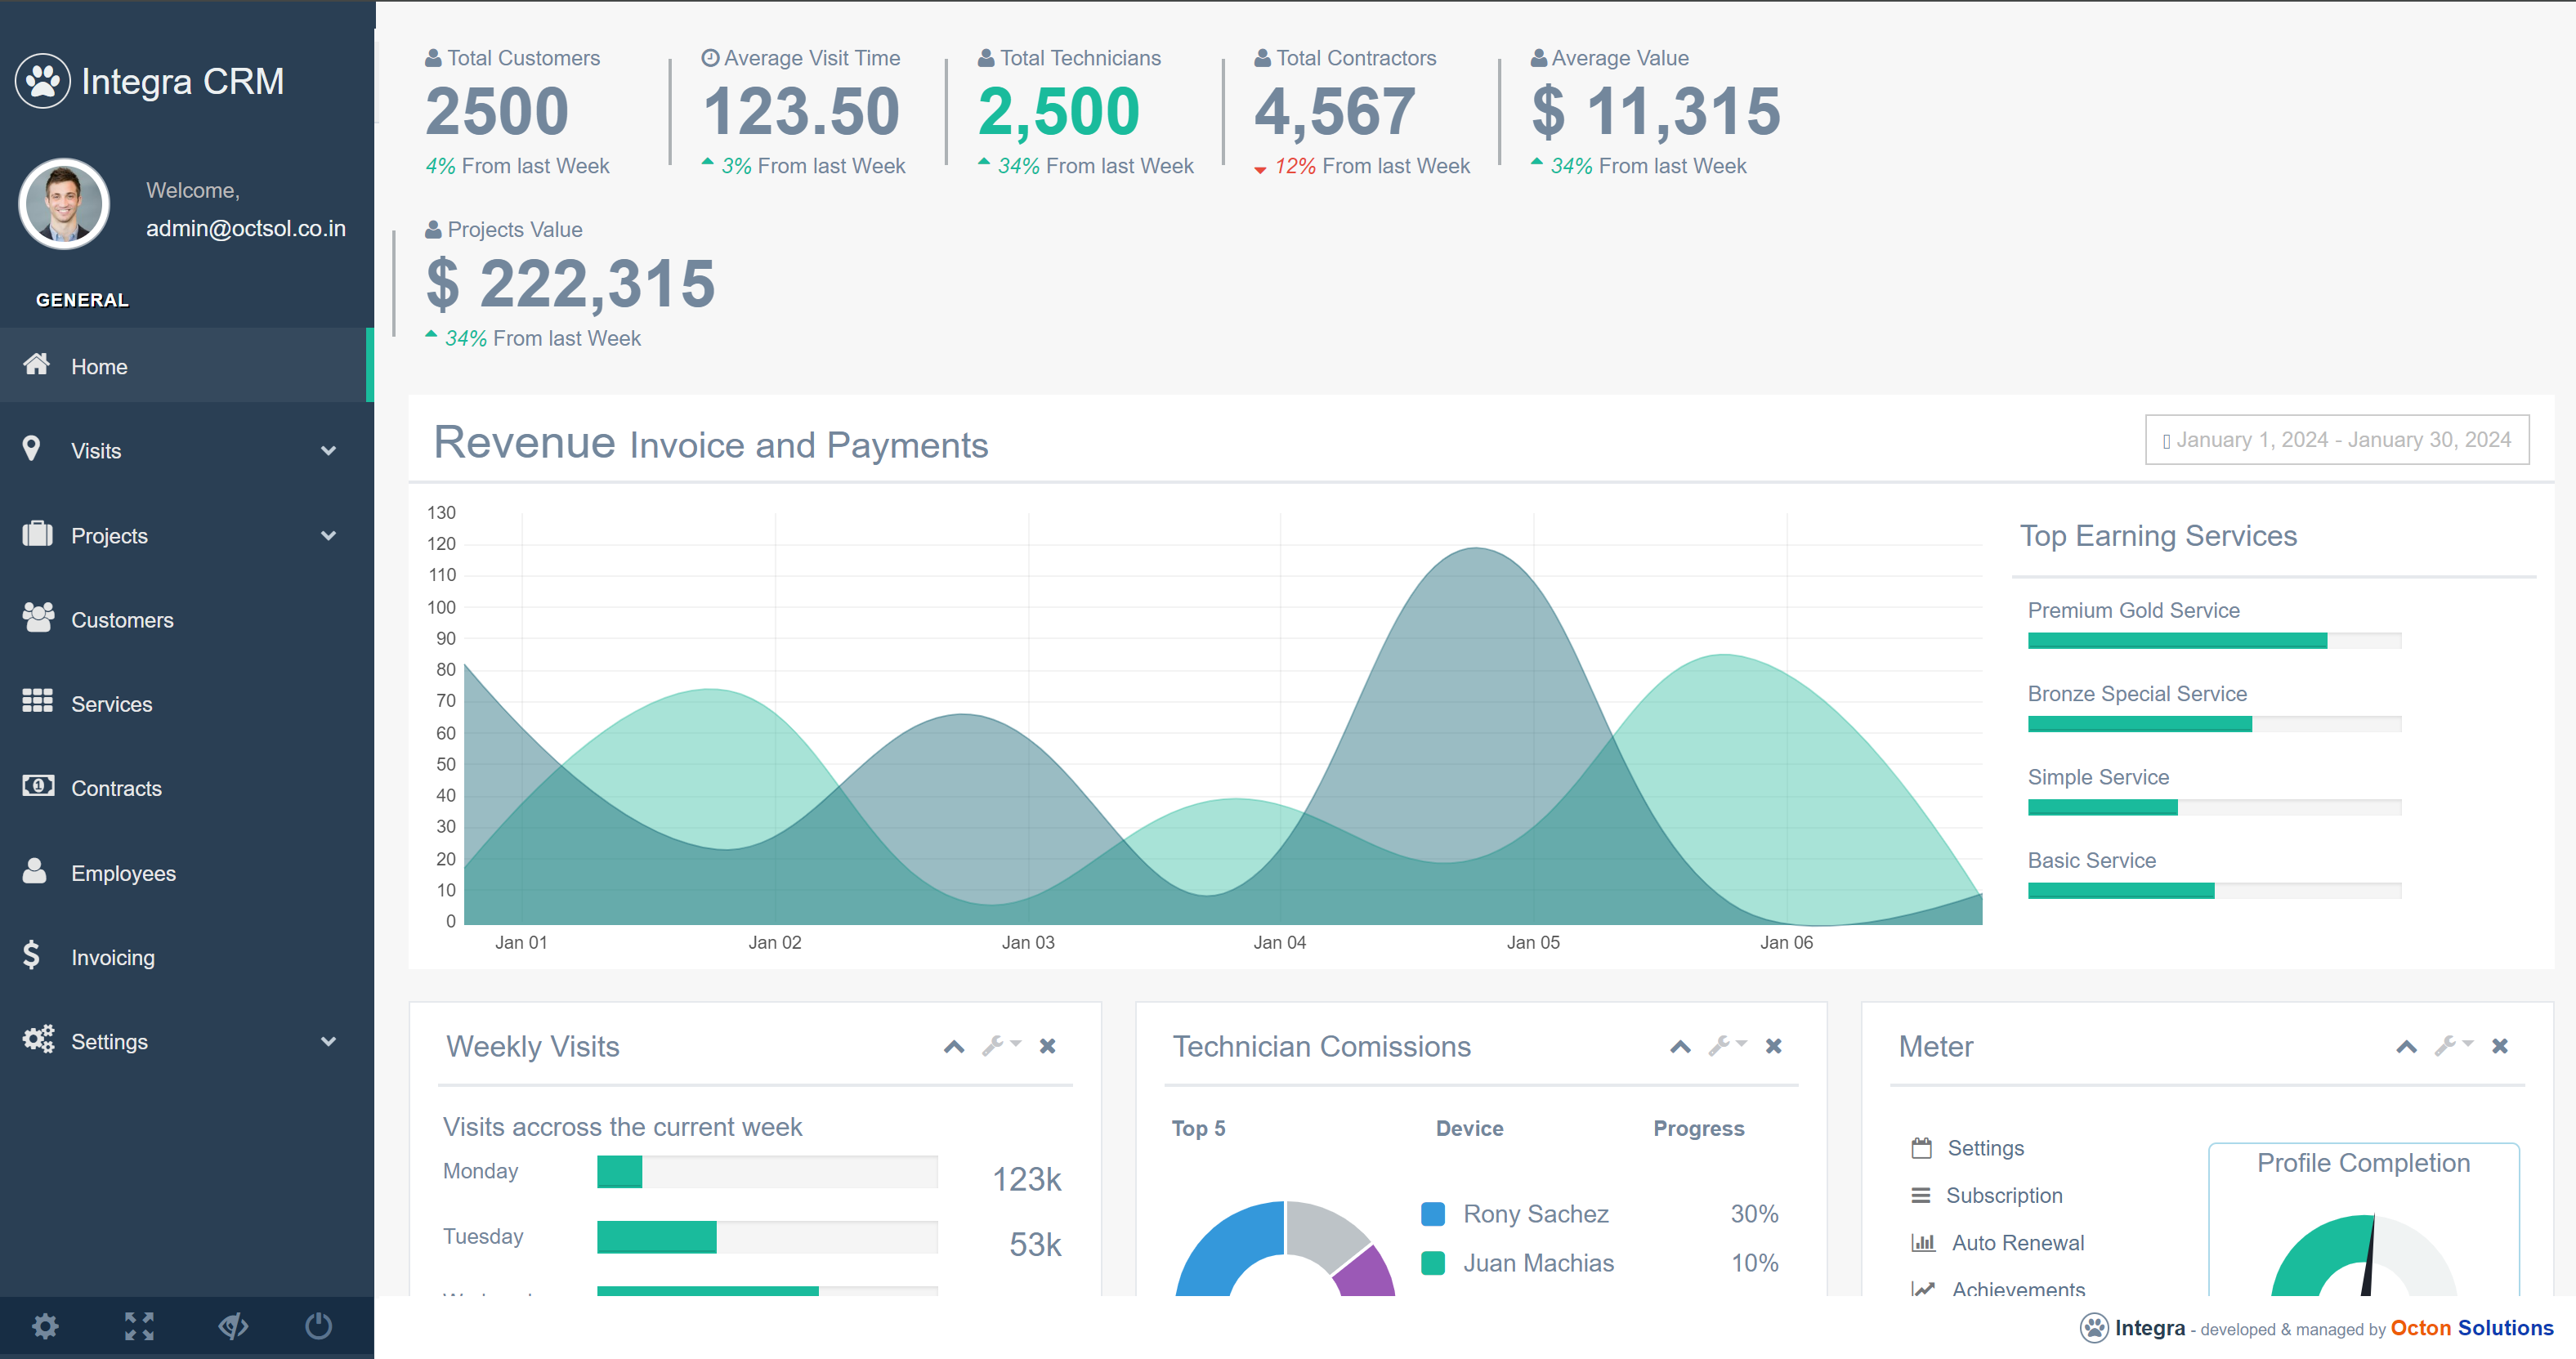 Integra CRM
Welcome,
admin@octsol.co.in
GENERAL
Home
Visits
Projects
Customers
Services
Contracts
Employees
Invoicing
Settings
Total Customers
2500
4% From last Week
Average Visit Time
123.50
3% From last Week
Total Technicians
2,500
34% From last Week
Total Contractors
4,567
12% From last Week
Average Value
$ 11,315
34% From last Week
Projects Value
$ 222,315
34% From last Week
Revenue Invoice and Payments
January 1, 2024 - January 30, 2024
130
120
110
100
90
80
70
60
50
40
30
20
10
0
Jan 01 Jan 02 Jan 03 Jan 04 Jan 05 Jan 06
Top Earning Services
Premium Gold Service
Bronze Special Service
Simple Service
Basic Service
Weekly Visits
Visits accross the current week
Monday 123k
Tuesday 53k
Technician Comissions
Top 5 Device Progress
Rony Sachez 30%
Juan Machias 10%
Meter
Settings
Subscription
Auto Renewal
Achievements
Profile Completion
Integra - developed & managed by Octon Solutions